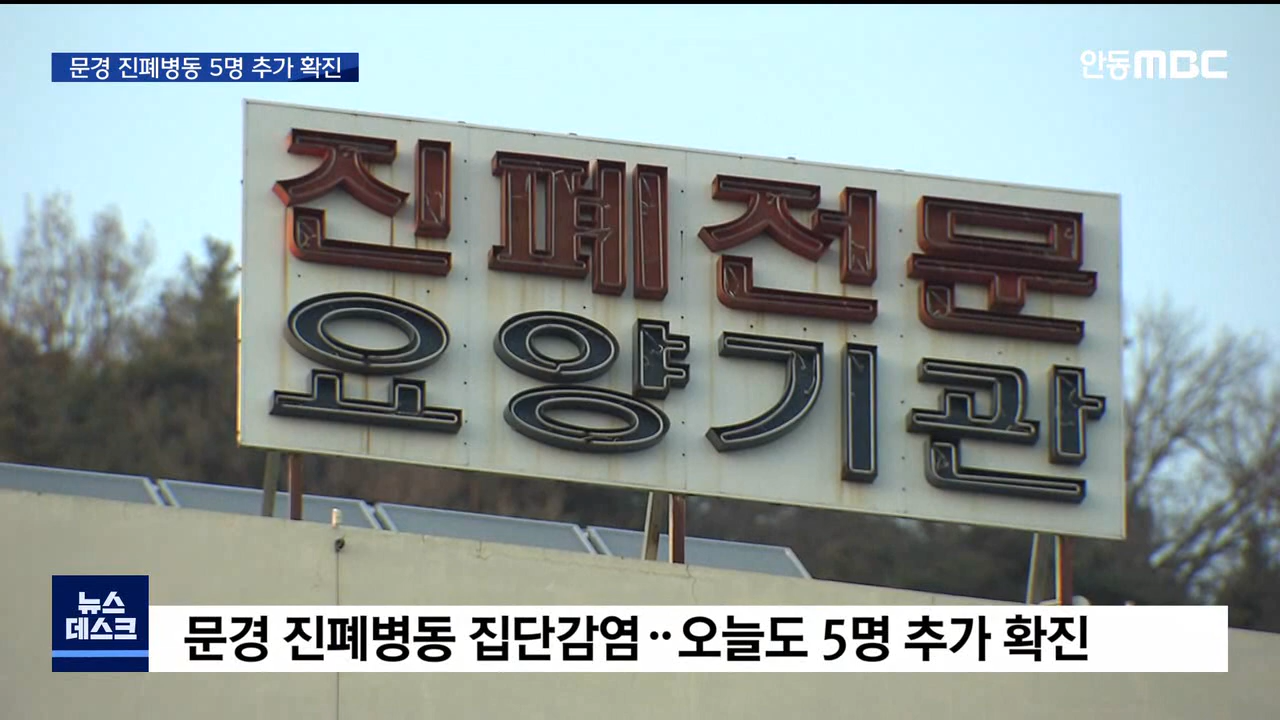 문경 진폐병동 5명 추가 확진
안동MBC
진폐전문
요양기관
뉴스
데스크
문경 진폐병동 집단감염··오늘도 5명 추가 확진